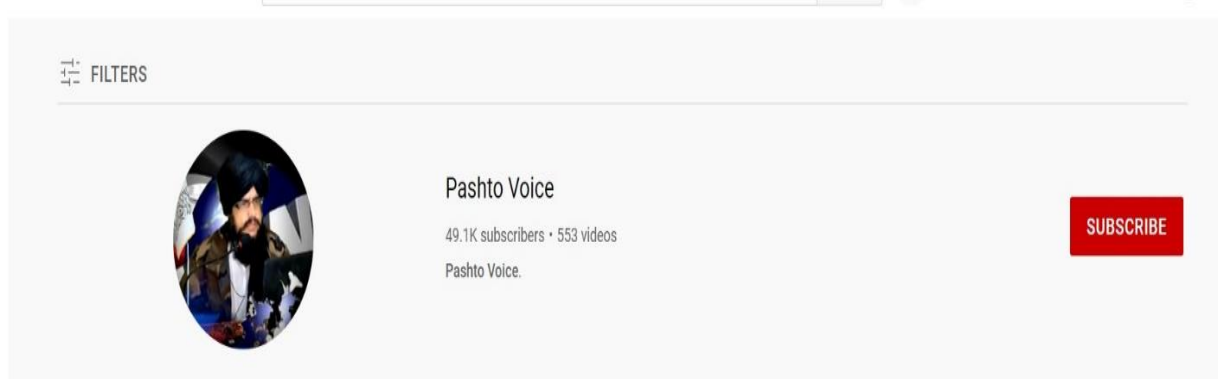 FILTERS
Pashto Voice
49.1K subscribers • 553 videos
Pashto Voice.
SUBSCRIBE